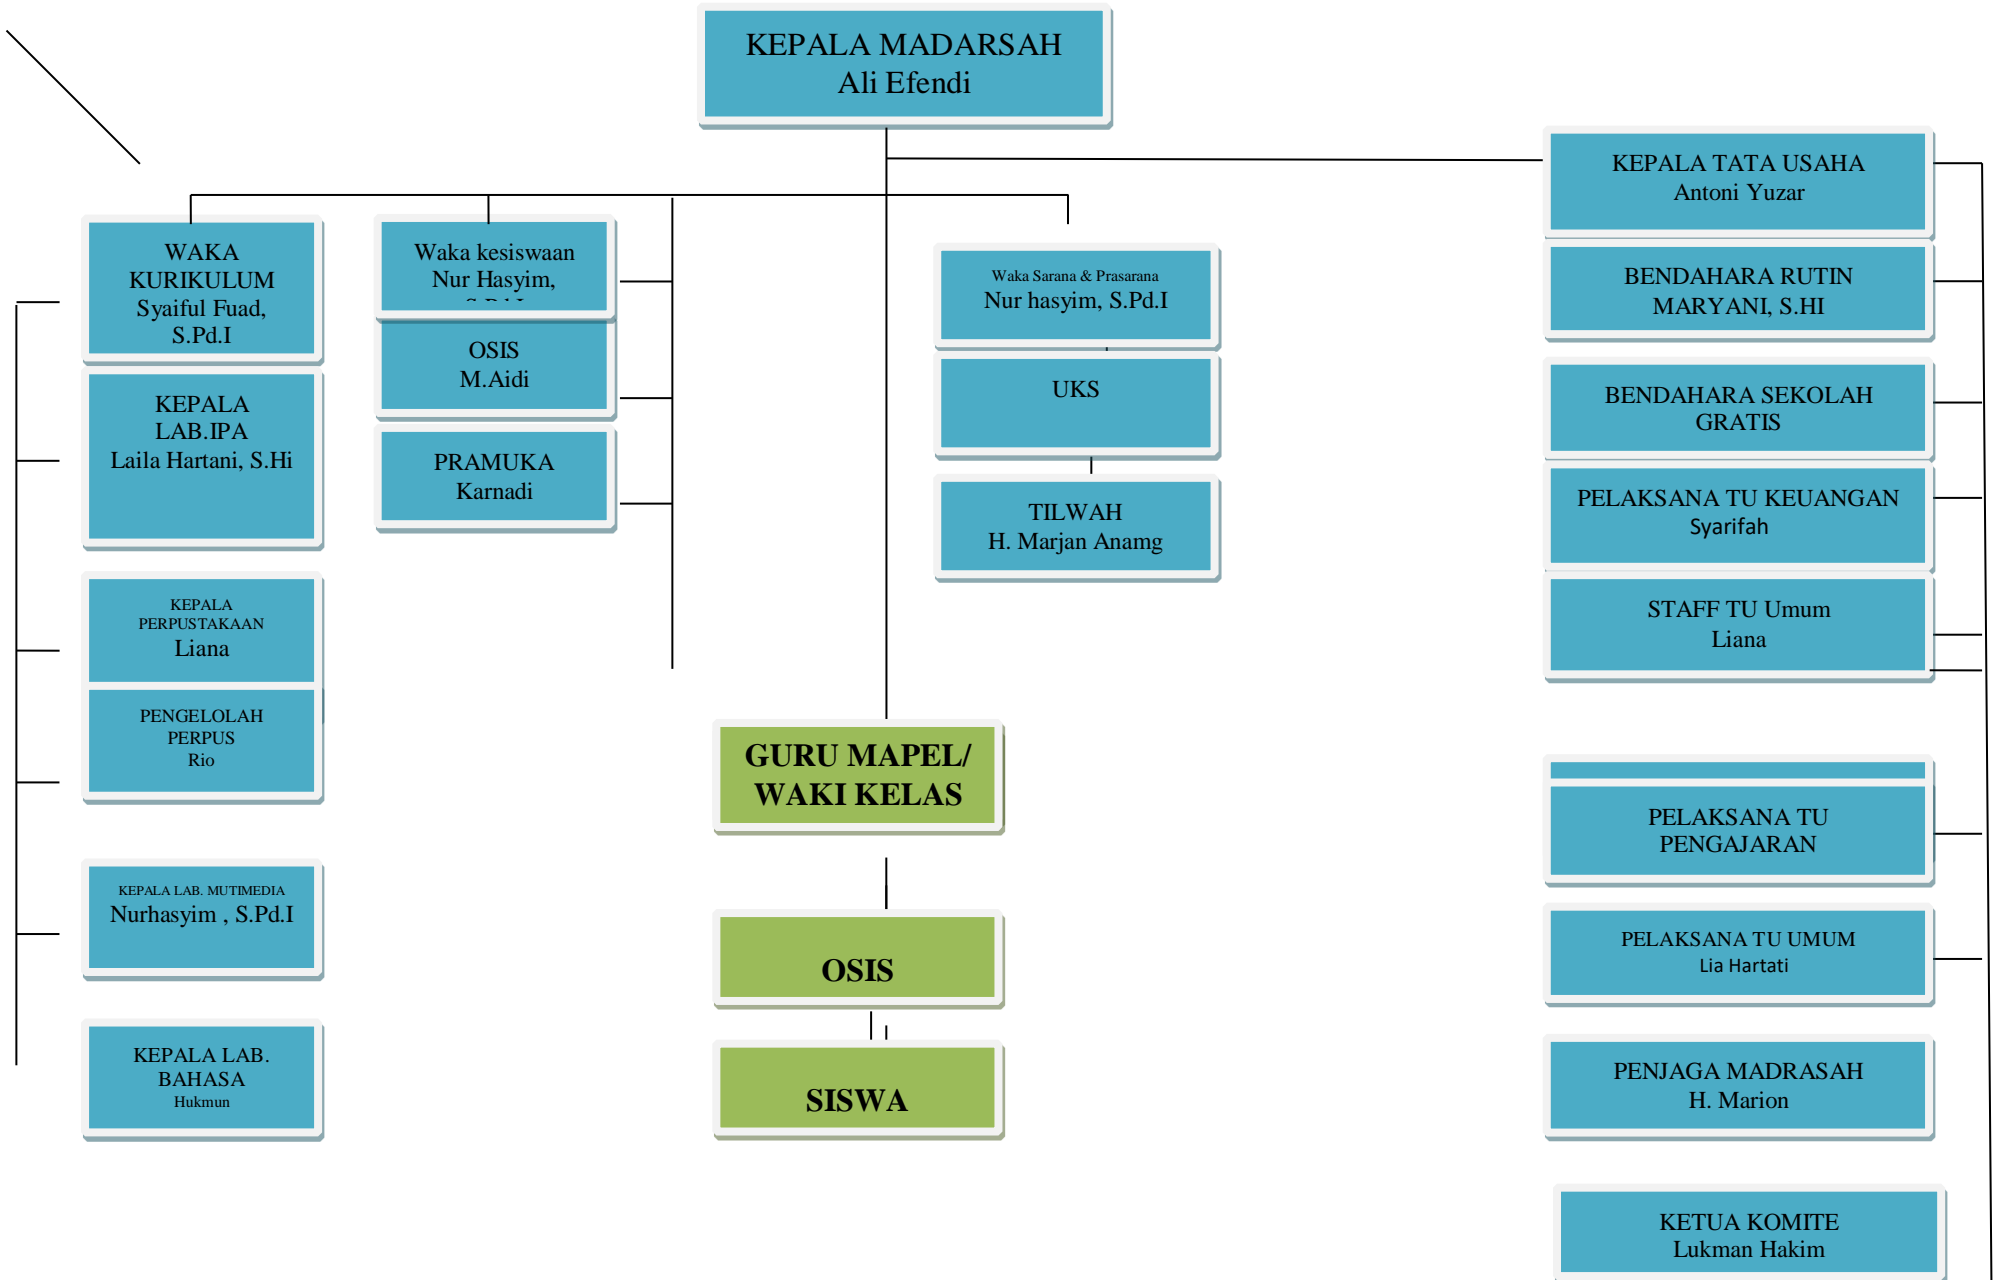 KEPALA MADARSAH
Ali Efendi
KEPALA TATA USAHA
Antoni Yuzar
WAKA
KURIKULUM
Syaiful Fuad,
S.Pd.I
Waka kesiswaan
Nur Hasyim,
Waka Sarana & Prasarana
Nur hasyim, S.Pd.I
BENDAHARA RUTIN
MARYANI, S.HI
KEPALA
LAB.IPA
Laila Hartani, S.Hi
OSIS
M.Aidi
UKS
BENDAHARA SEKOLAH
GRATIS
PRAMUKA
Karnadi
TILWAH
H. Marjan Anamg
PELAKSANA TU KEUANGAN
Syarifah
KEPALA
PERPUSTAKAAN
Liana
STAFF TU Umum
Liana
PENGELOLAH
PERPUS
Rio
GURU MAPEL/
WAKI KELAS
PELAKSANA TU
PENGAJARAN
KEPALA LAB. MUTIMEDIA
Nurhasyim , S.Pd.I
OSIS
PELAKSANA TU UMUM
Lia Hartati
KEPALA LAB.
BAHASA
Hukmun
SISWA
PENJAGA MADRASAH
H. Marion
KETUA KOMITE
Lukman Hakim